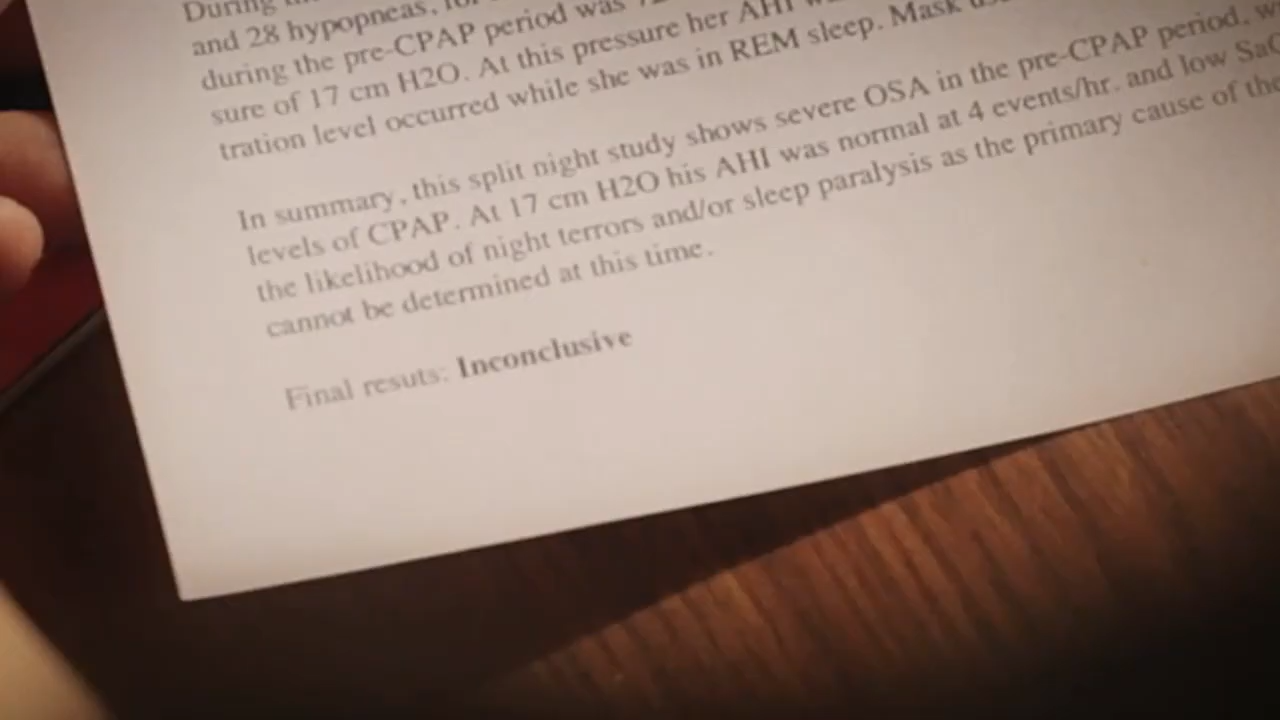 During
and 28 hypopneas, for
during the pre-CPAP period was
sure of 17 cm H2O. At this pressure her AHI
tration level occurred while she was in REM sleep. Mask
In summary, this split night study shows severe OSA in the pre-CPAP period,
levels of CPAP. At 17 cm H2O his AHI was normal at 4 events/hr. and low
the likelihood of night terrors and/or sleep paralysis as the primary cause of the
cannot be determined at this time.
Final resuts: Inconclusive